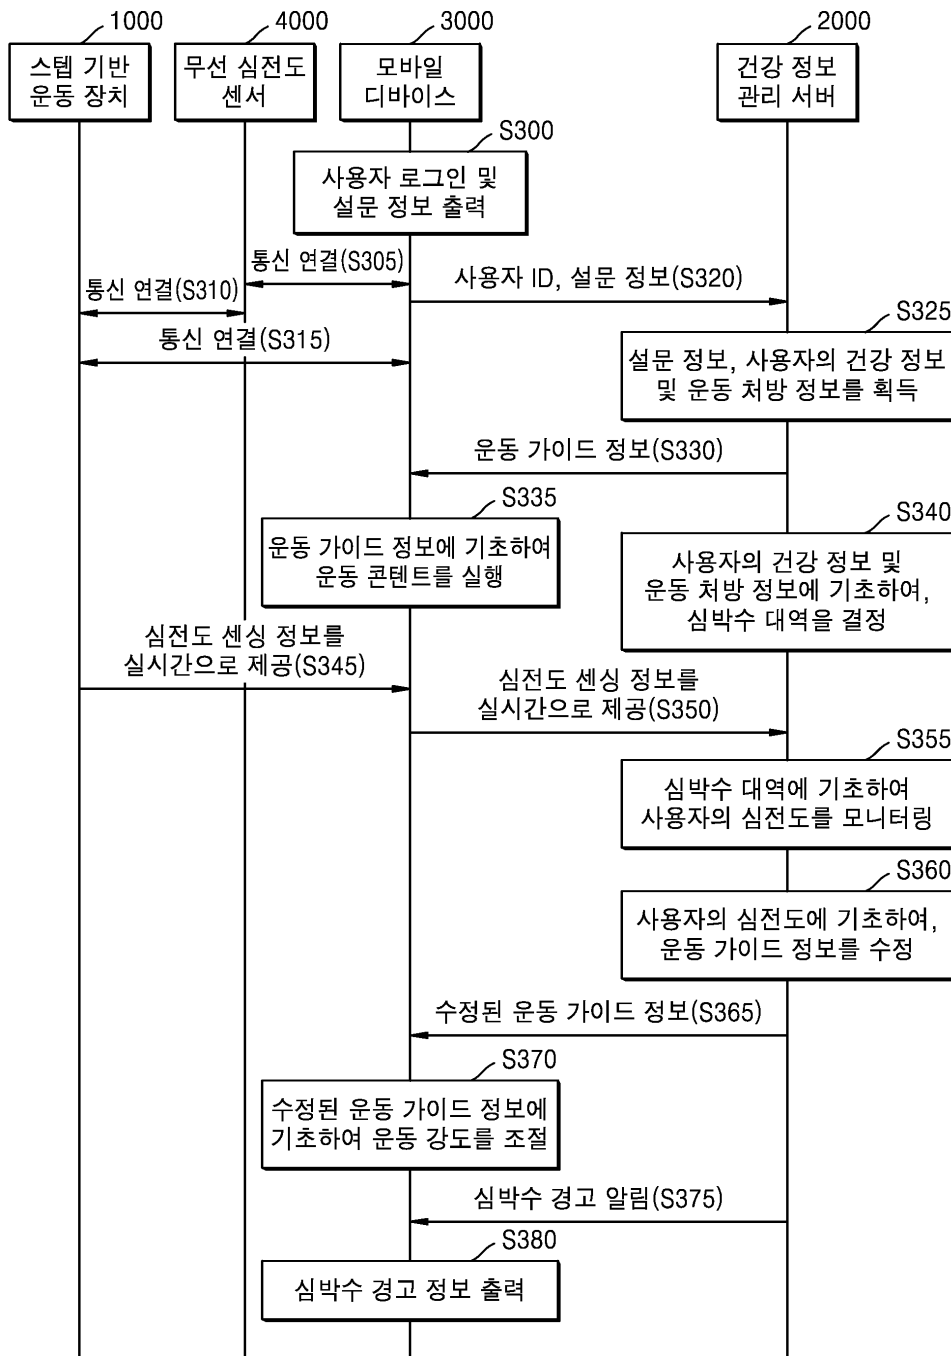 1000
4000
3000
2000
스텝 기반
운동 장치
무선 심전도
센서
모바일
디바이스
건강 정보
관리 서버
S300
사용자 로그인 및
설문 정보 출력
통신 연결(S305)
통신 연결(S310)
사용자 ID, 설문 정보(S320)
통신 연결(S315)
S325
설문 정보, 사용자의 건강 정보
및 운동 처방 정보를 획득
운동 가이드 정보(S330)
S335
운동 가이드 정보에 기초하여
운동 콘텐트를 실행
S340
사용자의 건강 정보 및
운동 처방 정보에 기초하여,
심박수 대역을 결정
심전도 센싱 정보를
실시간으로 제공(S345)
심전도 센싱 정보를
실시간으로 제공(S350)
S355
심박수 대역에 기초하여
사용자의 심전도를 모니터링
S360
사용자의 심전도에 기초하여,
운동 가이드 정보를 수정
수정된 운동 가이드 정보(S365)
S370
수정된 운동 가이드 정보에
기초하여 운동 강도를 조절
심박수 경고 알림(S375)
S380
심박수 경고 정보 출력